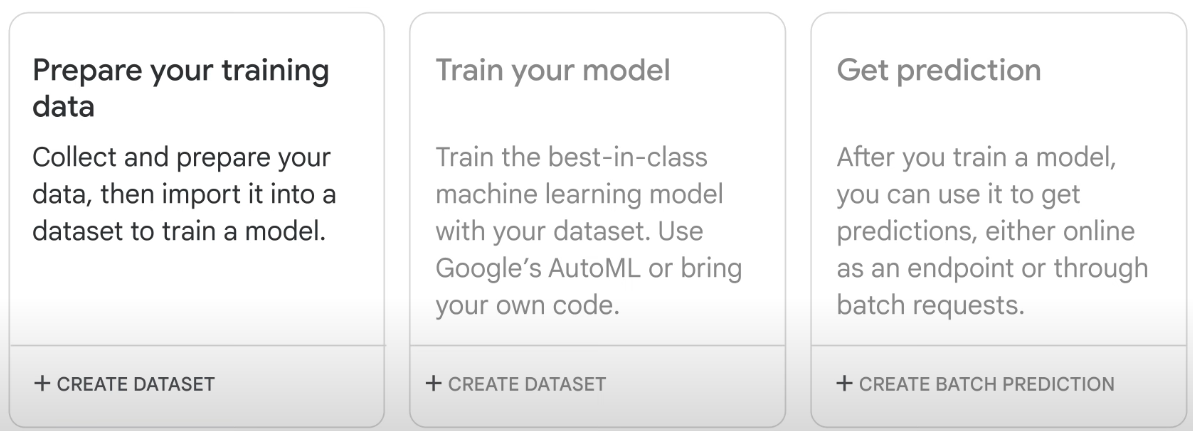 Prepare your training
data
Collect and prepare your
data, then import it into a
dataset to train a model.
+ CREATE DATASET
Train your model
Train the best-in-class
machine learning model
with your dataset. Use
Google’s AutoML or bring
your own code.
+ CREATE DATASET
Get prediction
After you train a model,
you can use it to get
predictions, either online
as an endpoint or through
batch requests.
+ CREATE BATCH PREDICTION